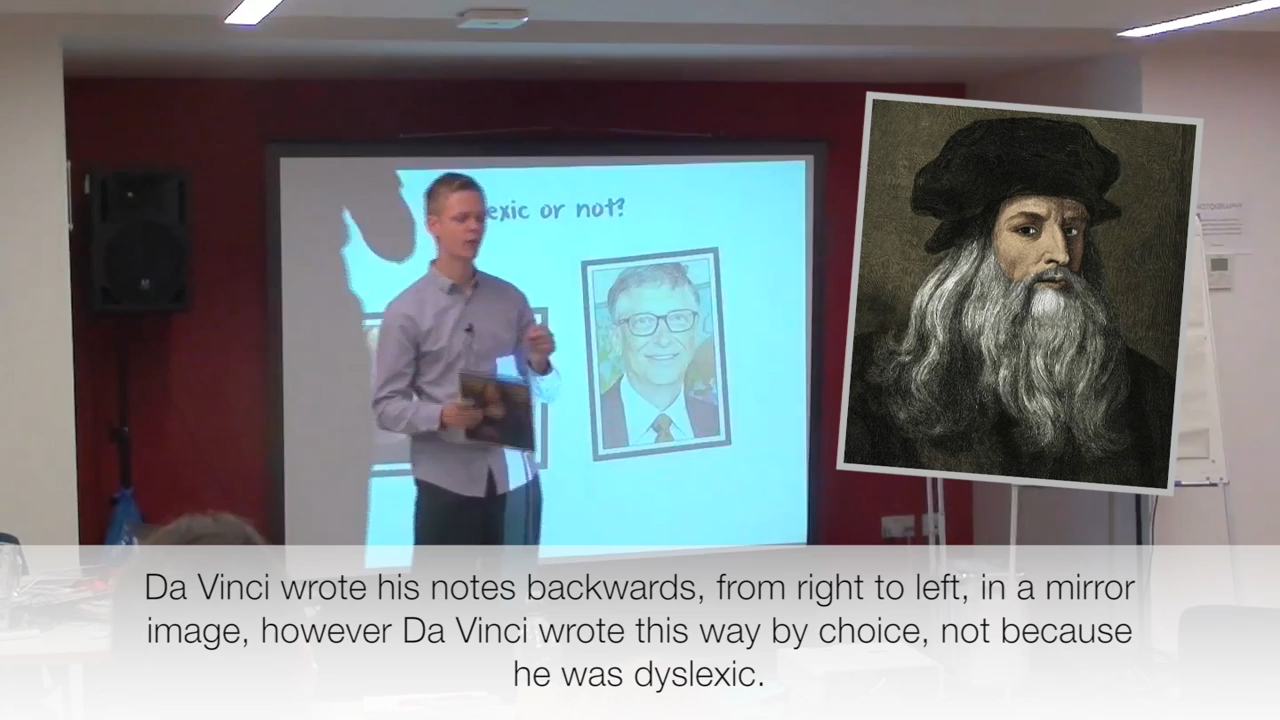 exic or not?
Da Vinci wrote his notes backwards, from right to left, in a mirror
image, however Da Vinci wrote this way by choice, not because
he was dyslexic.